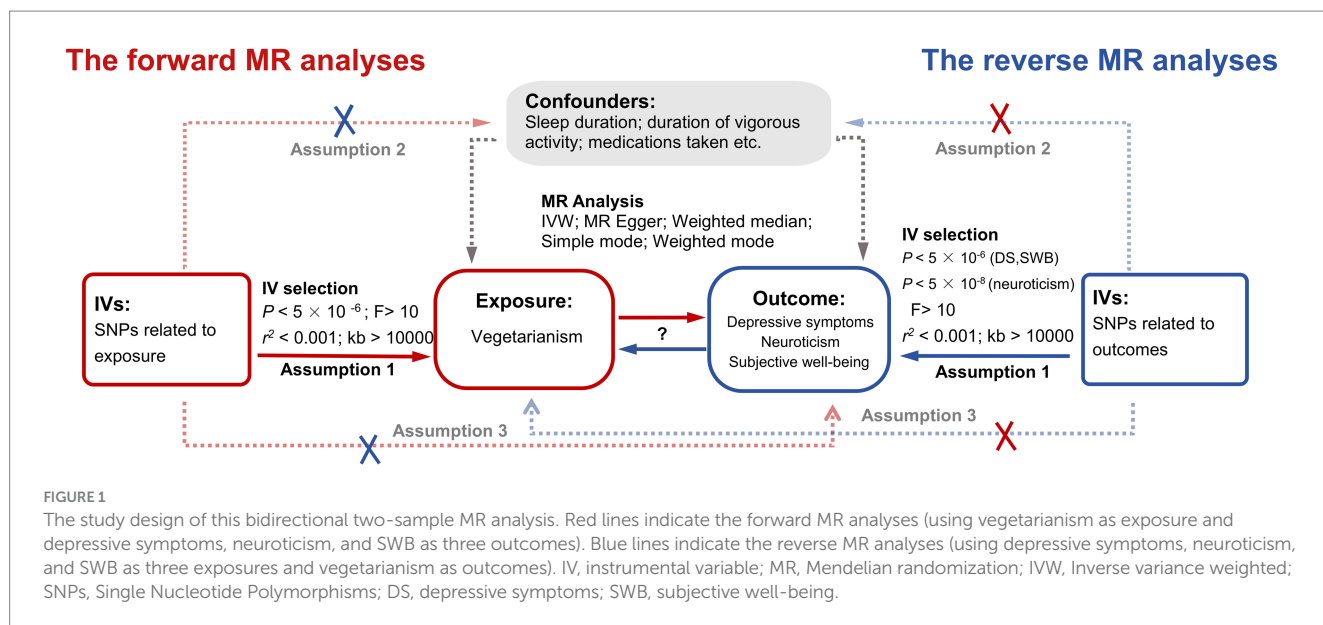 The forward MR analyses
The reverse MR analyses
Confounders:
Sleep duration; duration of vigorous
activity; medications taken etc.
Assumption 2
Assumption 2
MR Analysis
IVW; MR Egger; Weighted median;
Simple mode; Weighted mode
IVs:
SNPs related to
exposure
IV selection
P < 5 × 10 -6 ; F> 10
r² < 0.001; kb > 10000
Assumption 1
Exposure:
Vegetarianism
?
Outcome:
Depressive symptoms
Neuroticism
Subjective well-being
IV selection
P < 5 × 10-6 (DS,SWB)
P < 5 × 10-8 (neuroticism)
F> 10
r² < 0.001; kb > 10000
Assumption 1
IVs:
SNPs related to
outcomes
Assumption 3
Assumption 3
FIGURE 1
The study design of this bidirectional two-sample MR analysis. Red lines indicate the forward MR analyses (using vegetarianism as exposure and
depressive symptoms, neuroticism, and SWB as three outcomes). Blue lines indicate the reverse MR analyses (using depressive symptoms, neuroticism,
and SWB as three exposures and vegetarianism as outcomes). IV, instrumental variable; MR, Mendelian randomization; IVW, Inverse variance weighted;
SNPs, Single Nucleotide Polymorphisms; DS, depressive symptoms; SWB, subjective well-being.